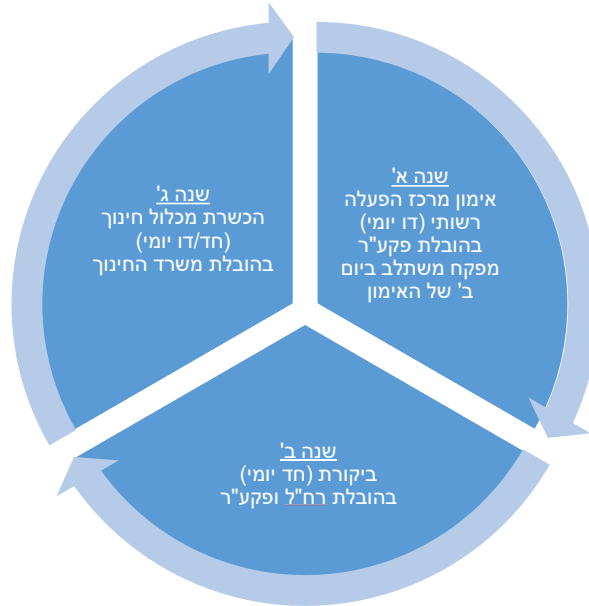 שנה א'
אימון מרכז הפעלה
רשותי (דו יומי)
בהובלת פקע"ר
מפקח משתלב ביום
ב' של האימון
שנה ב'
ביקורת (חד יומי)
בהובלת רח"ל ופקע"ר
שנה ג'
הכשרת מכלול חינוך
(חד/דו יומי)
בהובלת משרד החינוך